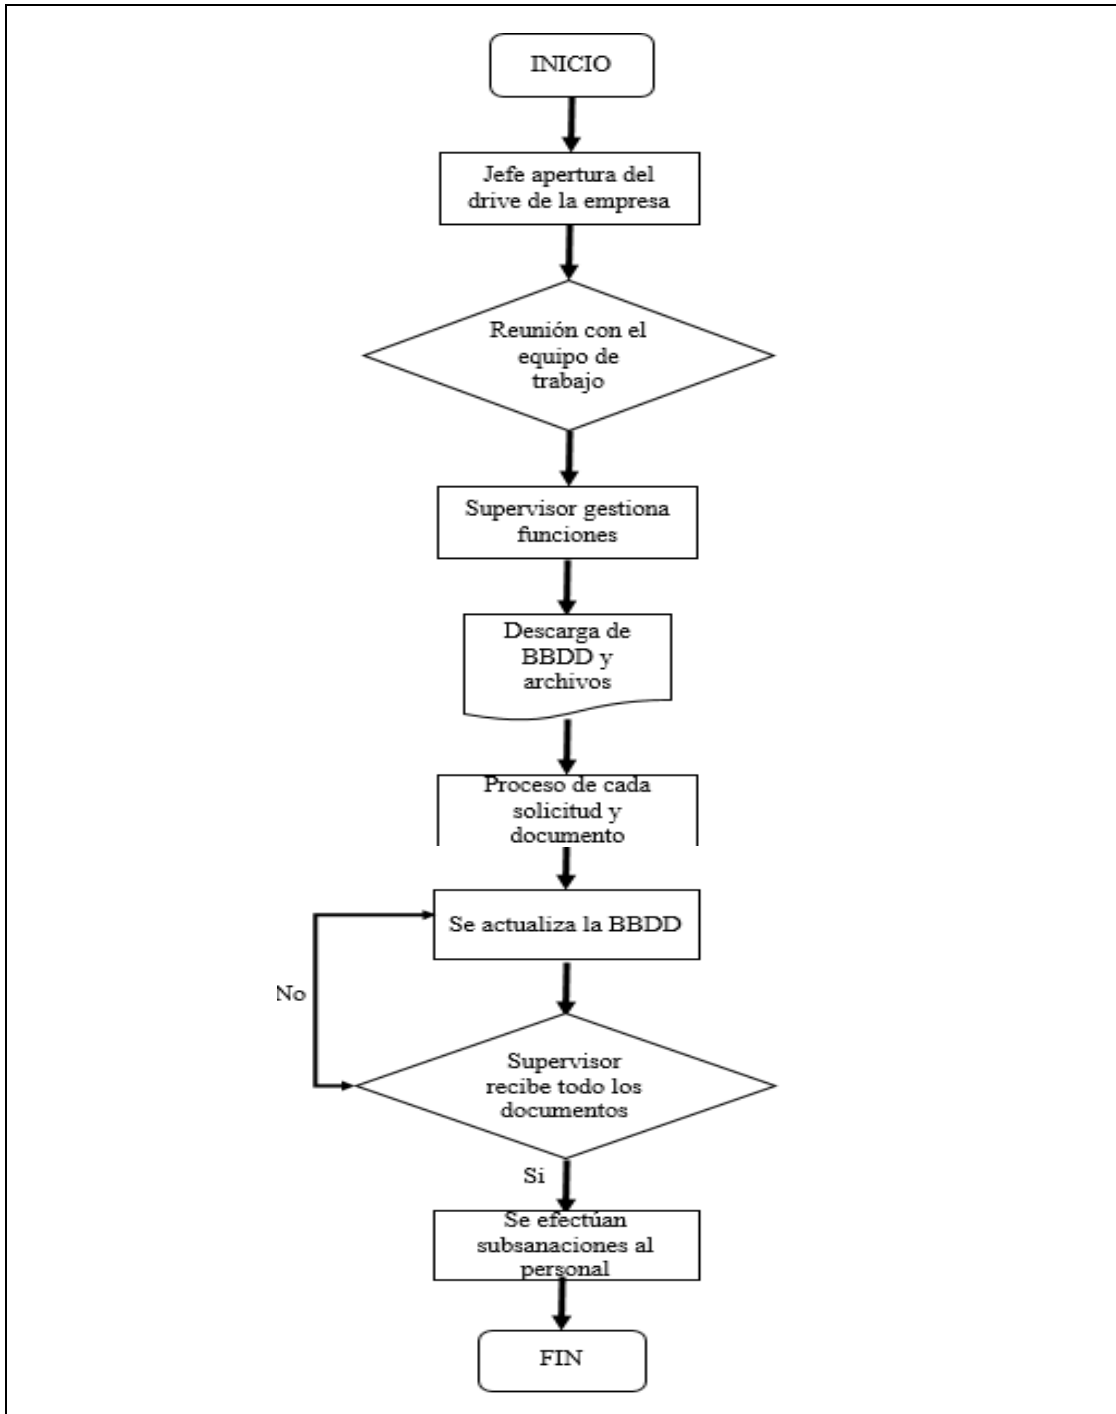 INICIO
Jefe apertura del
drive de la empresa
Reunión con el
equipo de
trabajo
Supervisor gestiona
funciones
Descarga de
BBDD y
archivos
Proceso de cada
solicitud y
documento
Se actualiza la BBDD
No
Supervisor
recibe todo los
documentos
Si
Se efectúan
subsanaciones al
personal
FIN